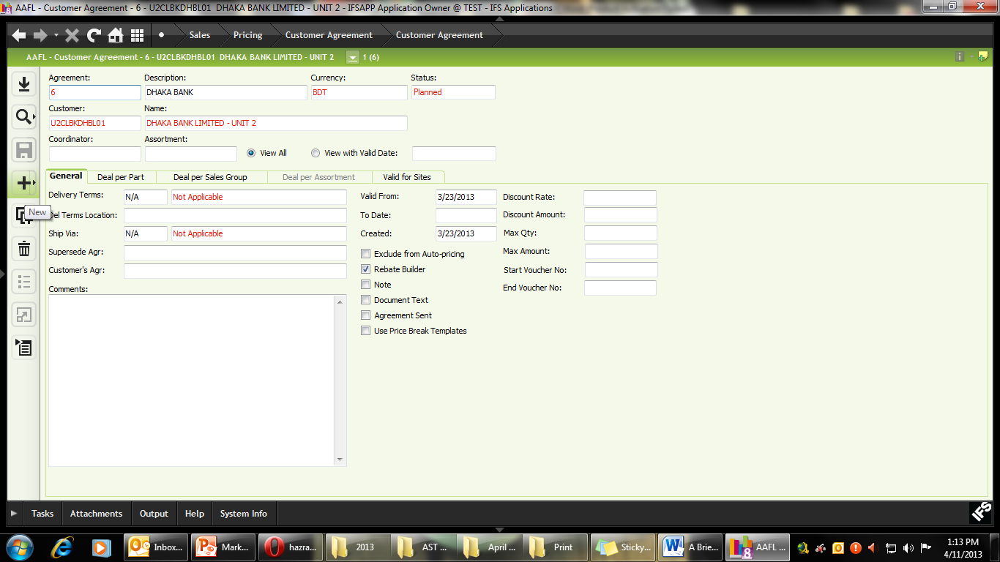 AAFL - Customer Agreement - 6 - U2CLBKDHBL01  DHAKA BANK LIMITED - UNIT 2 - IFSAPP Application Owner @ TEST - IFS Applications
Sales Pricing Customer Agreement Customer Agreement
AAFL - Customer Agreement - 6 - U2CLBKDHBL01  DHAKA BANK LIMITED - UNIT 2 1 (6)
Agreement: Description: Currency: Status:
6 DHAKA BANK BDT Planned
Customer: Name:
U2CLBKDHBL01 DHAKA BANK LIMITED - UNIT 2
Coordinator: Assortment:
View All View with Valid Date:
General Deal per Part Deal per Sales Group Deal per Assortment Valid for Sites
Delivery Terms: N/A Not Applicable Valid From: 3/23/2013 Discount Rate:
New
Del Terms Location: To Date: Discount Amount:
Ship Via: N/A Not Applicable Created: 3/23/2013 Max Qty:
Supersede Agr: Exclude from Auto-pricing Max Amount:
Customer's Agr: Rebate Builder Start Voucher No:
Comments: Note End Voucher No:
Document Text
Agreement Sent
Use Price Break Templates
Tasks Attachments Output Help System Info IFS
Inbox... Mark... hazra... 2013 AST ... April ... Print Sticky... A Brie... AAFL ... 1:13 PM
4/11/2013